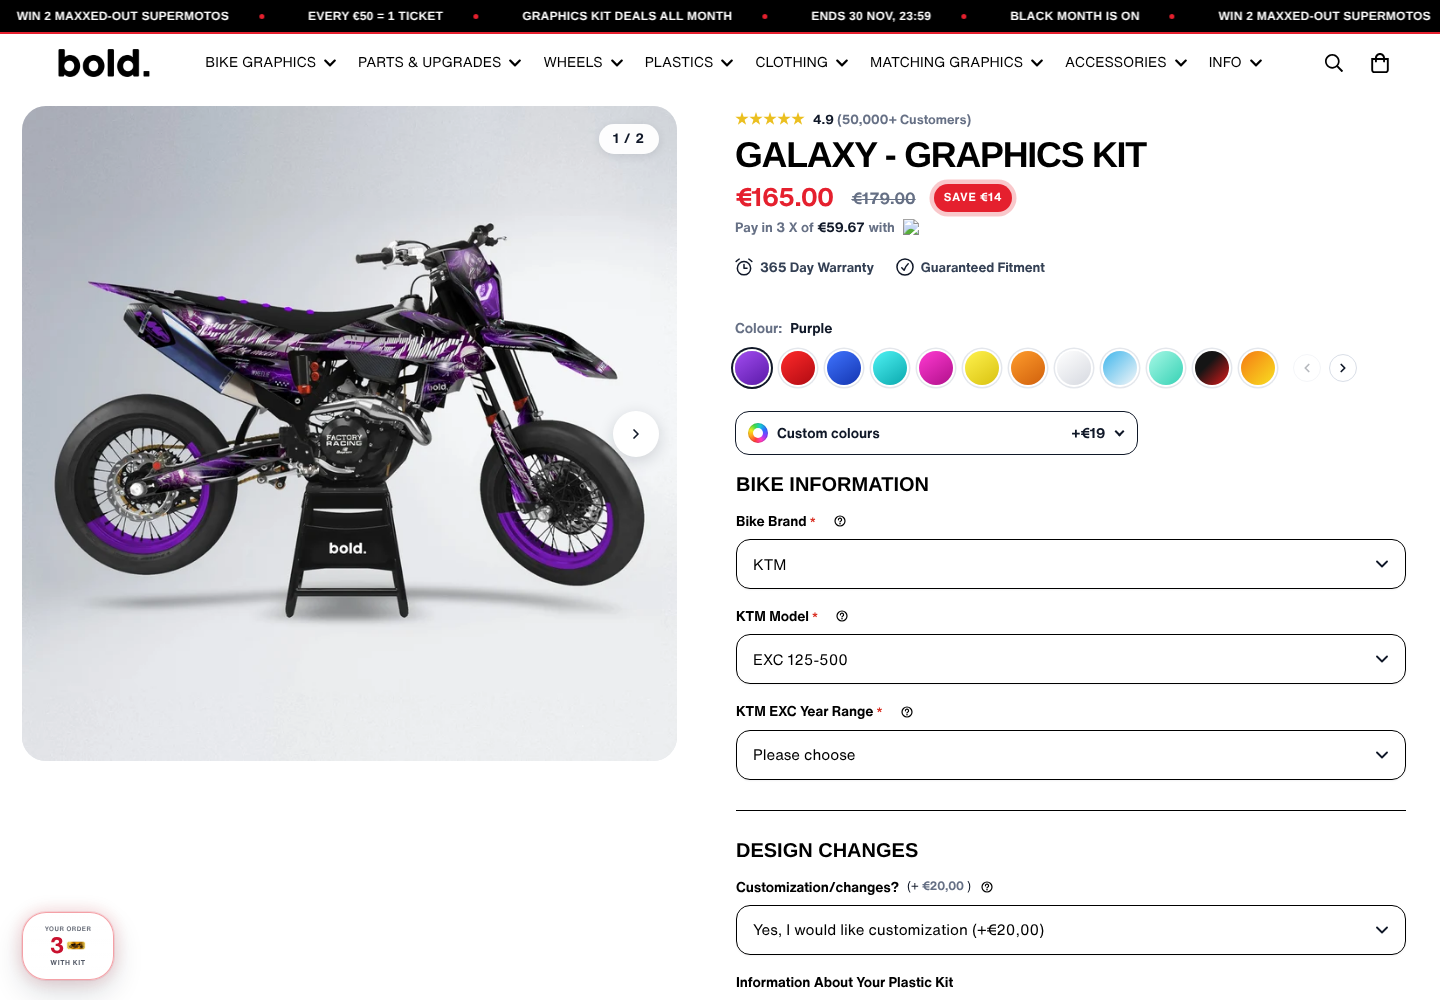 WIN 2 MAXXED-OUT SUPERMOTOS • EVERY €50 = 1 TICKET • GRAPHICS KIT DEALS ALL MONTH • ENDS 30 NOV, 23:59 • BLACK MONTH IS ON • WIN 2 MAXXED-OUT SUPERMOTOS
bold. BIKE GRAPHICS PARTS & UPGRADES WHEELS PLASTICS CLOTHING MATCHING GRAPHICS ACCESSORIES INFO
1 / 2
bold.
FACTORY
RACING
bold.
4.9 (50,000+ Customers)
GALAXY - GRAPHICS KIT
€165.00 €179.00 SAVE €14
Pay in 3 X of €59.67 with
365 Day Warranty Guaranteed Fitment
Colour: Purple
Custom colours +€19
BIKE INFORMATION
Bike Brand *
KTM
KTM Model *
EXC 125-500
KTM EXC Year Range *
Please choose
DESIGN CHANGES
Customization/changes? (+ €20,00 )
Yes, I would like customization (+€20,00)
Information About Your Plastic Kit
YOUR ORDER
3
WITH KIT